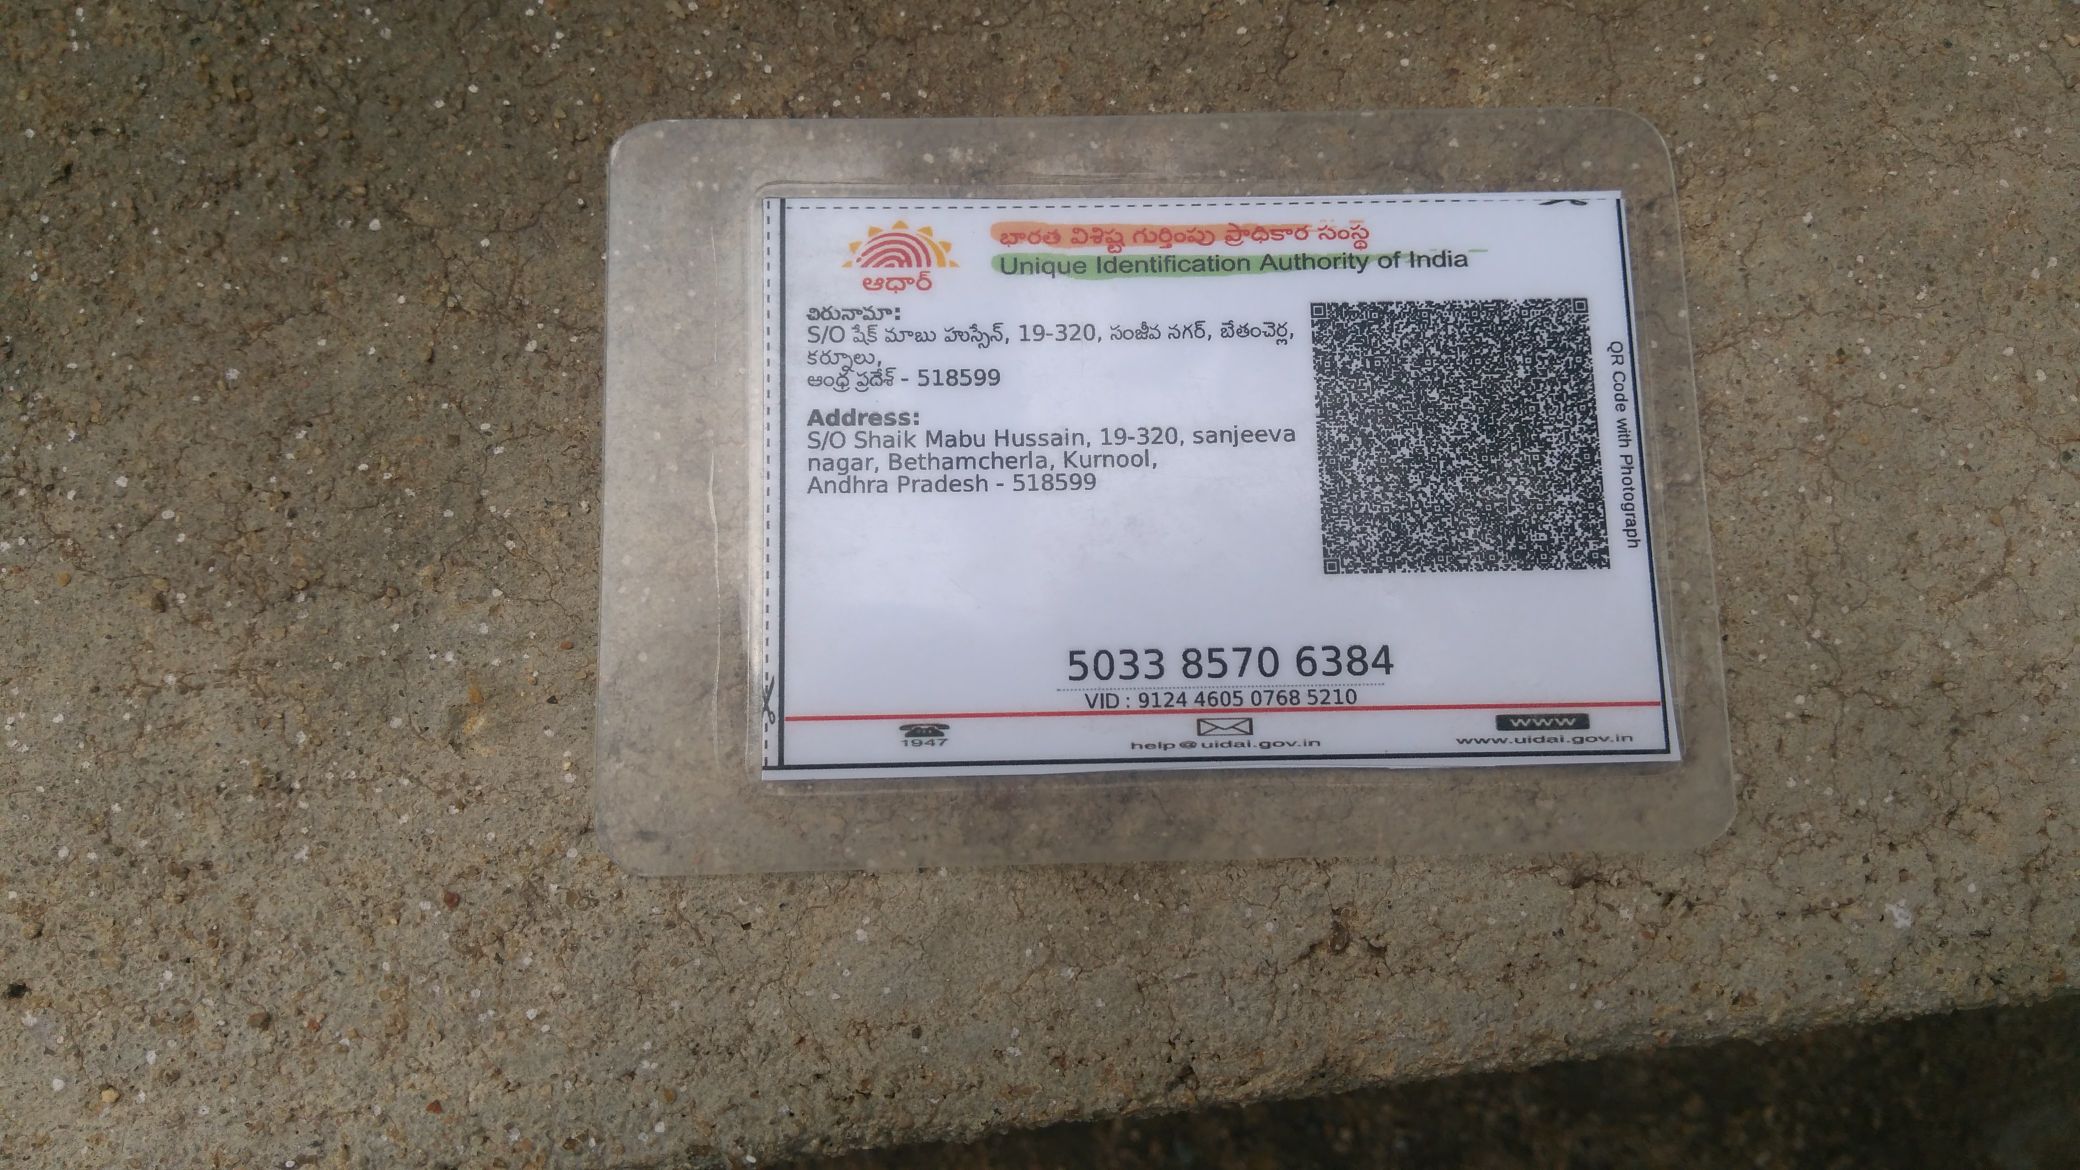 భారత విశిష్ట గుర్తింపు ప్రాధికార సంస్థ
Unique Identification Authority of India
ఆధార్
చిరునామా:
S/O షేక్ మాబు హుస్సేన్, 19-320, సంజీవ నగర్, బేతంచెర్ల,
కర్నూలు,
ఆంధ్ర ప్రదేశ్ - 518599
Address:
S/O Shaik Mabu Hussain, 19-320, sanjeeva
nagar, Bethamcherla, Kurnool,
Andhra Pradesh - 518599
QR Code with Photograph
5033 8570 6384
VID : 9124 4605 0768 5210
1947
help@uidai.gov.in
www
www.uidai.gov.in